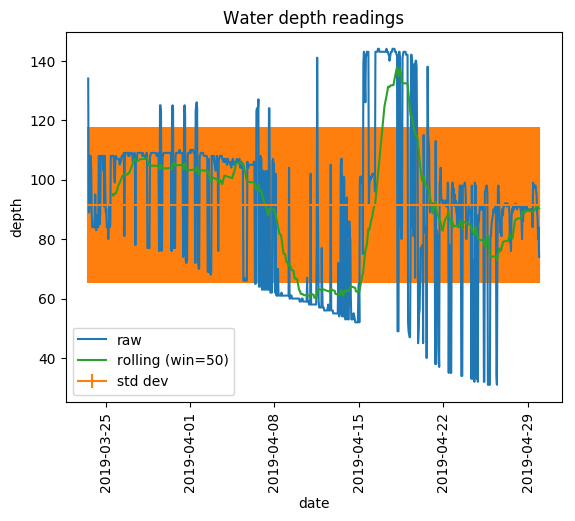 Water depth readings
depth
140
120
100
80
60
40
raw
rolling (win=50)
std dev
2019-03-25
2019-04-01
2019-04-08
2019-04-15
2019-04-22
2019-04-29
date